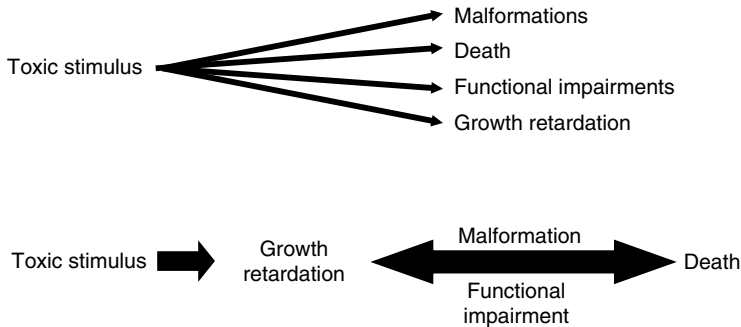 Malformations
Toxic stimulus
Death
Functional impairments
Growth retardation
Toxic stimulus
Growth
retardation
Malformation
Functional
impairment
Death